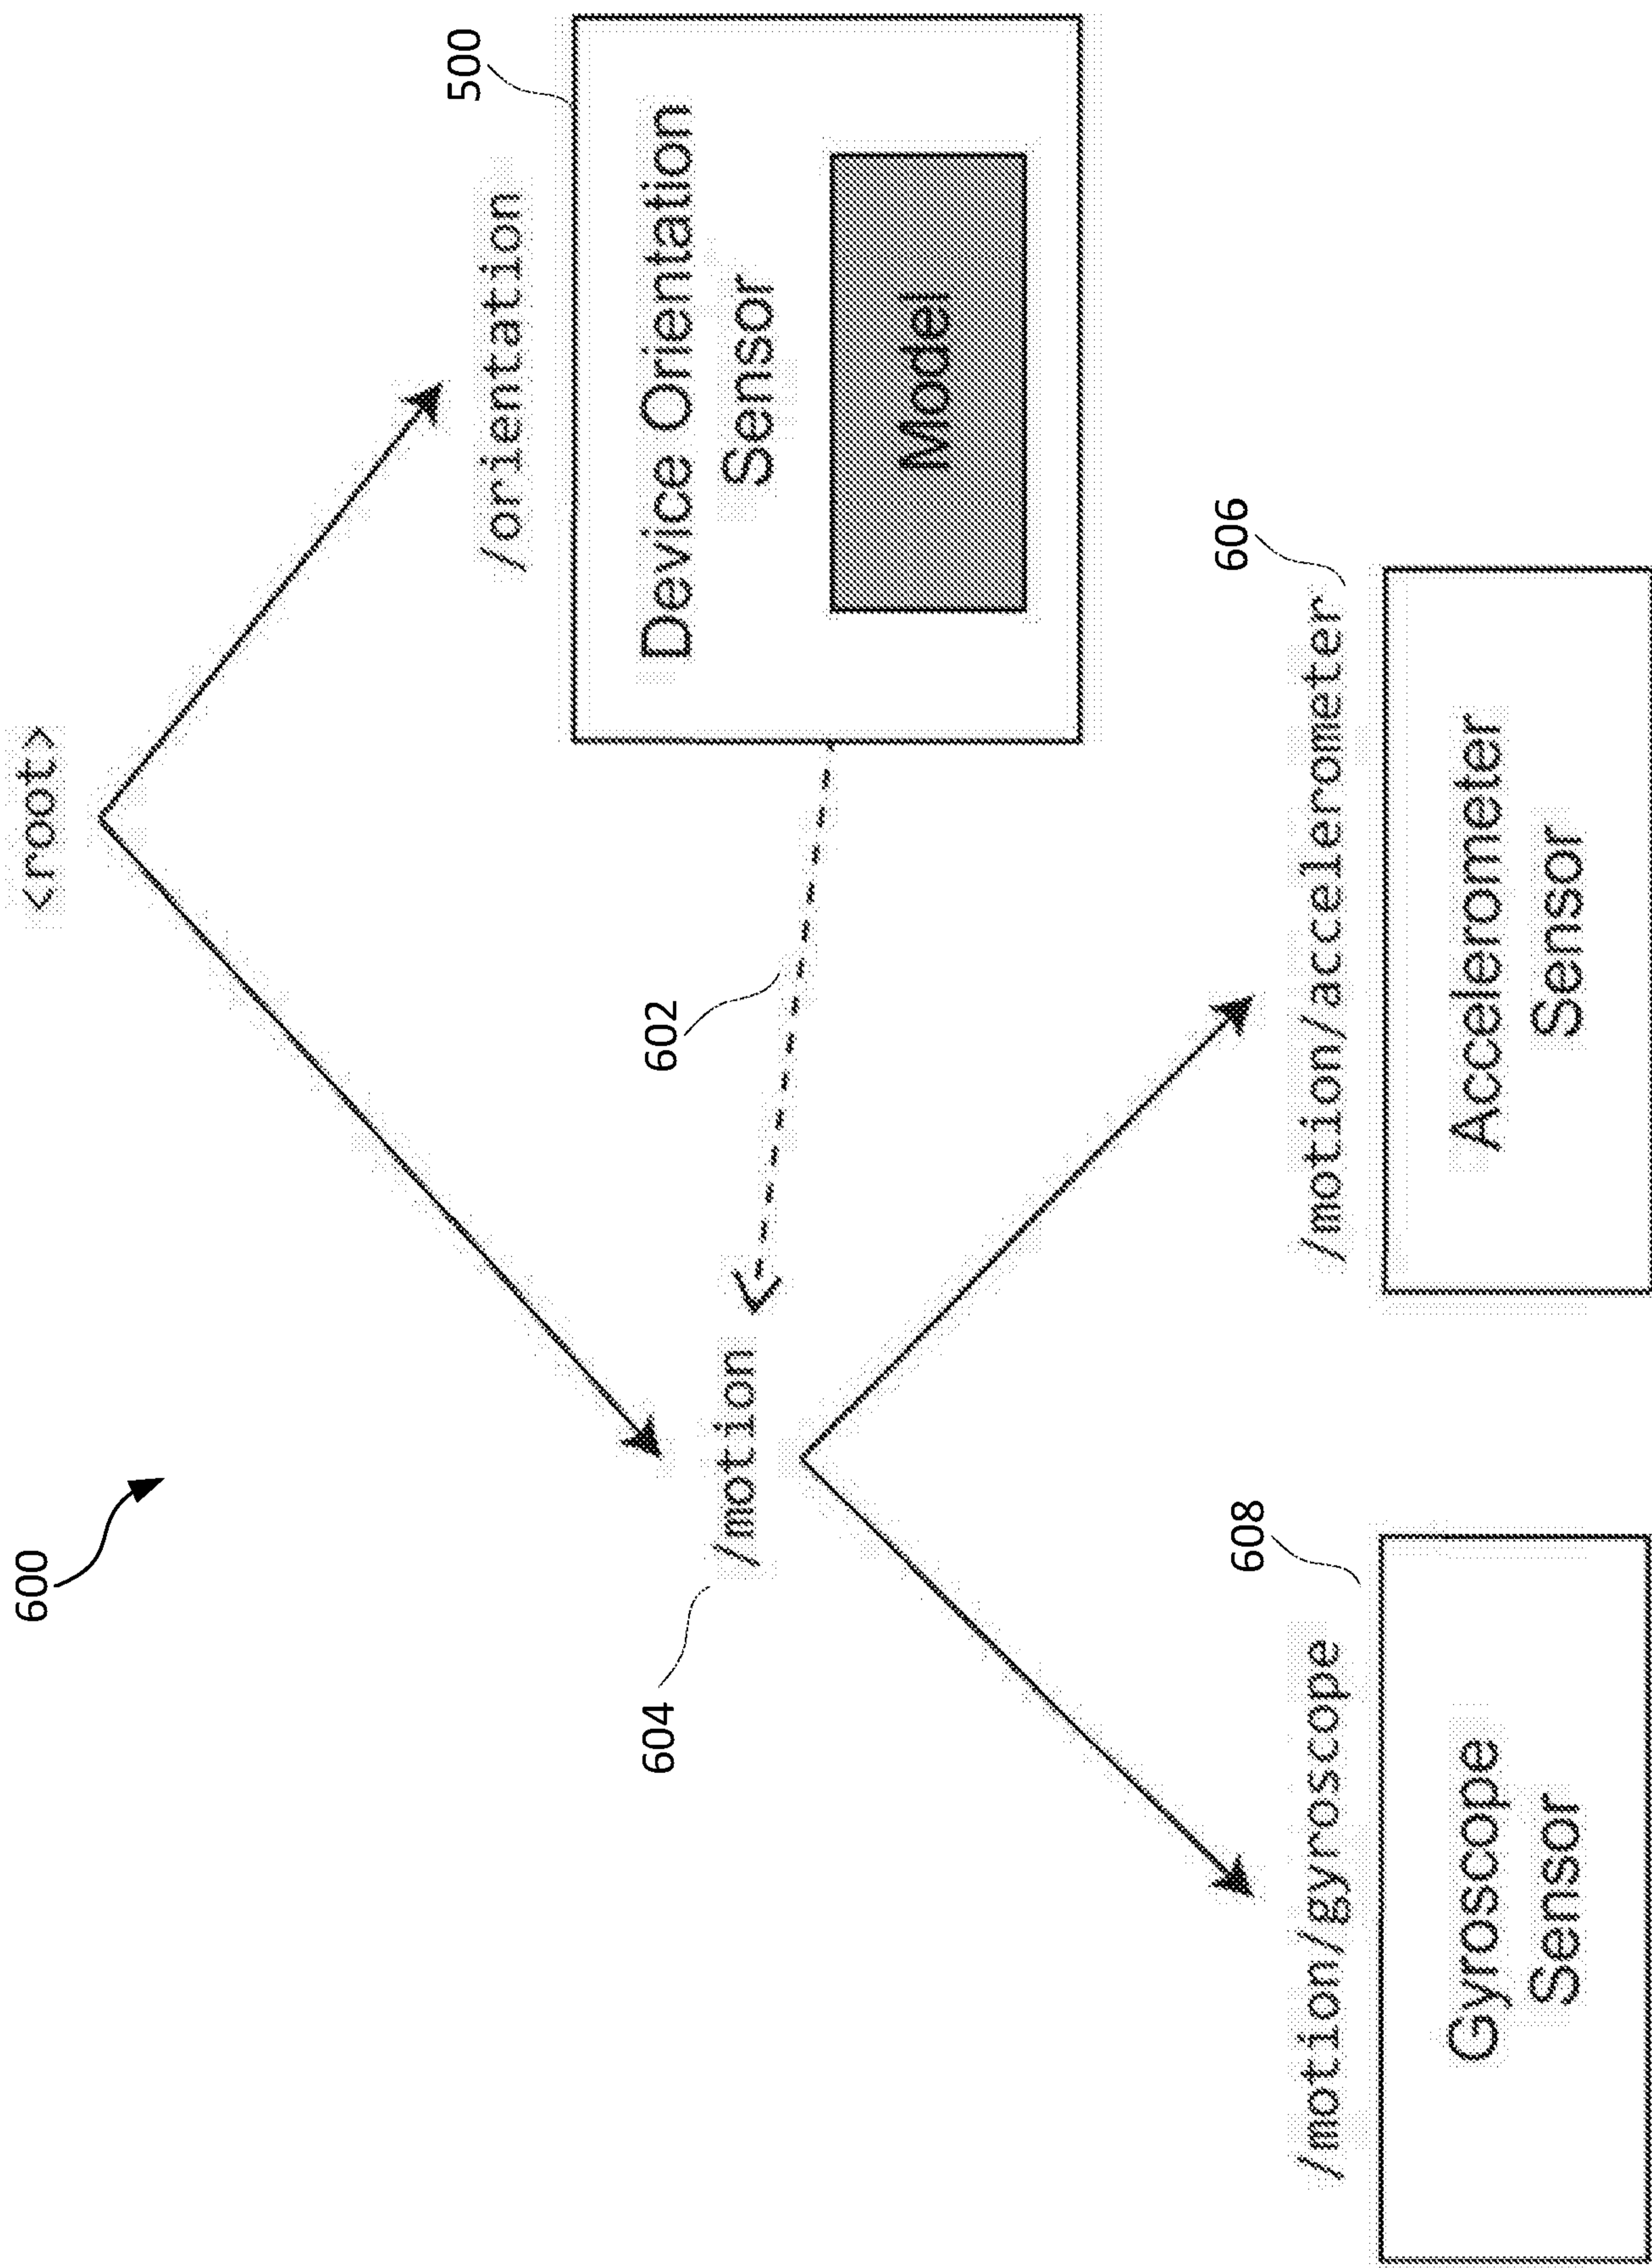 600
<root>
/orientation
500
Device Orientation
Sensor
Model
602
604
/motion
/motion/gyroscope
608
Gyroscope
Sensor
/motion/accelerometer
606
Accelerometer
Sensor